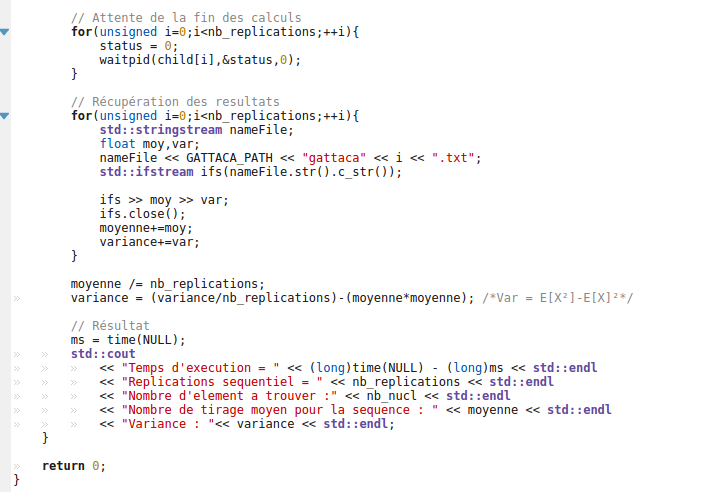 // Attente de la fin des calculs
for(unsigned i=0;i<nb_replications;++i){
status = 0;
waitpid(child[i],&status,0);
}
// Récupération des resultats
for(unsigned i=0;i<nb_replications;++i){
std::stringstream nameFile;
float moy,var;
nameFile << GATTACA_PATH << "gattaca" << i << ".txt";
std::ifstream ifs(nameFile.str().c_str());
ifs >> moy >> var;
ifs.close();
moyenne+=moy;
variance+=var;
}
moyenne /= nb_replications;
» variance = (variance/nb_replications)-(moyenne*moyenne); /*Var = E[X²]-E[X]²*/
// Résultat
ms = time(NULL);
» » std::cout
» » » << "Temps d'execution = " << (long)time(NULL) - (long)ms << std::endl
» » » << "Replications sequentiel = " << nb_replications << std::endl
» » » << "Nombre d'element a trouver :" << nb_nucl << std::endl
» » » << "Nombre de tirage moyen pour la sequence : " << moyenne << std::endl
» » » << "Variance : "<< variance << std::endl;
}
» return 0;
}